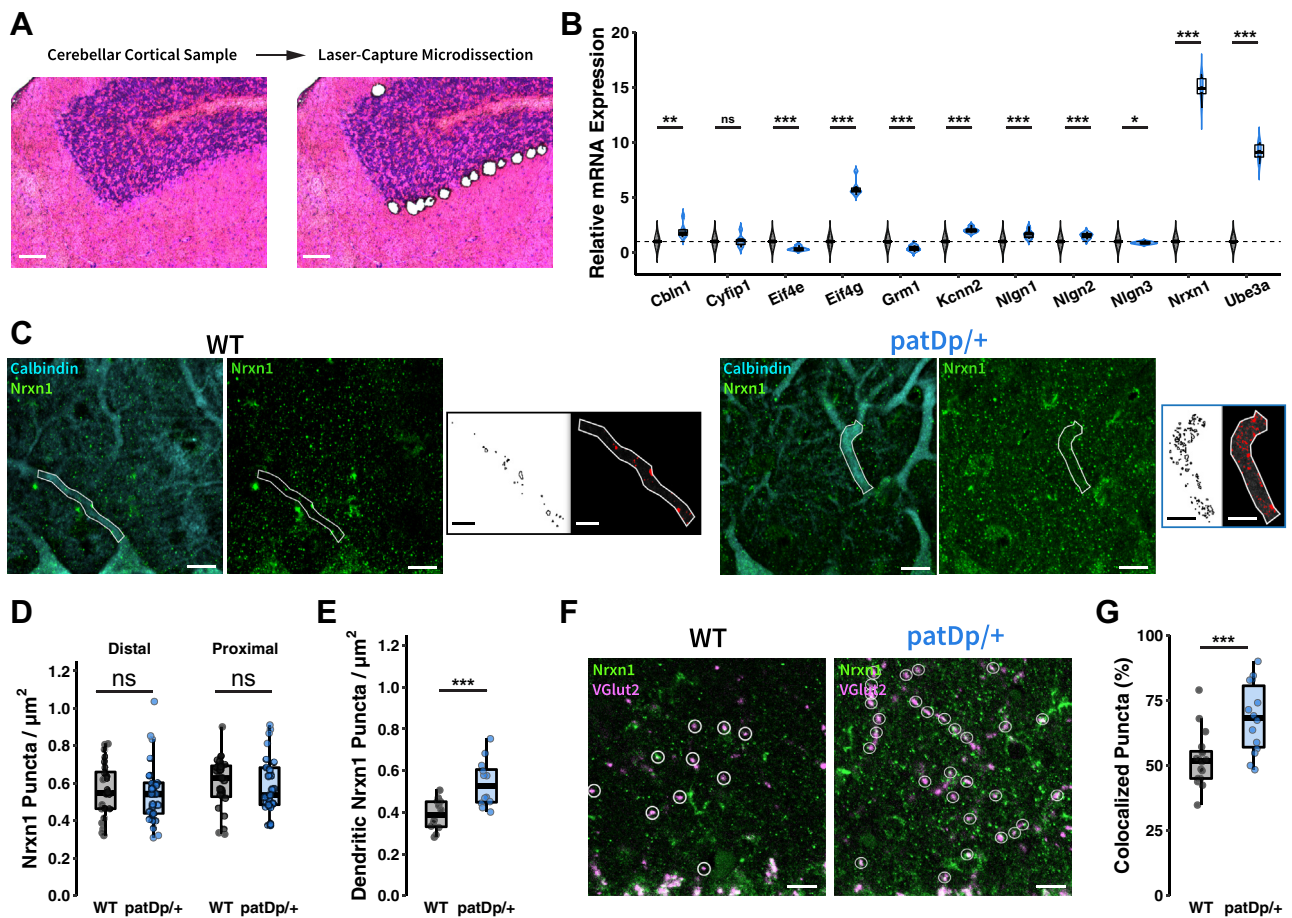 A
Cerebellar Cortical Sample
Laser-Capture Microdissection
B
Relative mRNA Expression
20
15
10
5
0
** ns *** *** *** *** *** *** * *** ***
Cbln1 Cyfip1 Eif4e Eif4g Grm1 Kcnn2 Nlgn1 Nlgn2 Nlgn3 Nrxn1 Ube3a
C
WT
Calbindin
Nrxn1
Nrxn1
patDp/+
Calbindin
Nrxn1
Nrxn1
D
Distal Proximal
Nrxn1 Puncta / µm2
1.2
1.0
0.8
0.6
0.4
0.2
0.0
ns ns
WT patDp/+ WT patDp/+
E
Dendritic Nrxn1 Puncta / µm2
1.2
1.0
0.8
0.6
0.4
0.2
0.0
***
WT patDp/+
F
WT
Nrxn1
VGlut2
patDp/+
Nrxn1
VGlut2
G
Colocalized Puncta (%)
100
75
50
25
0
***
WT patDp/+